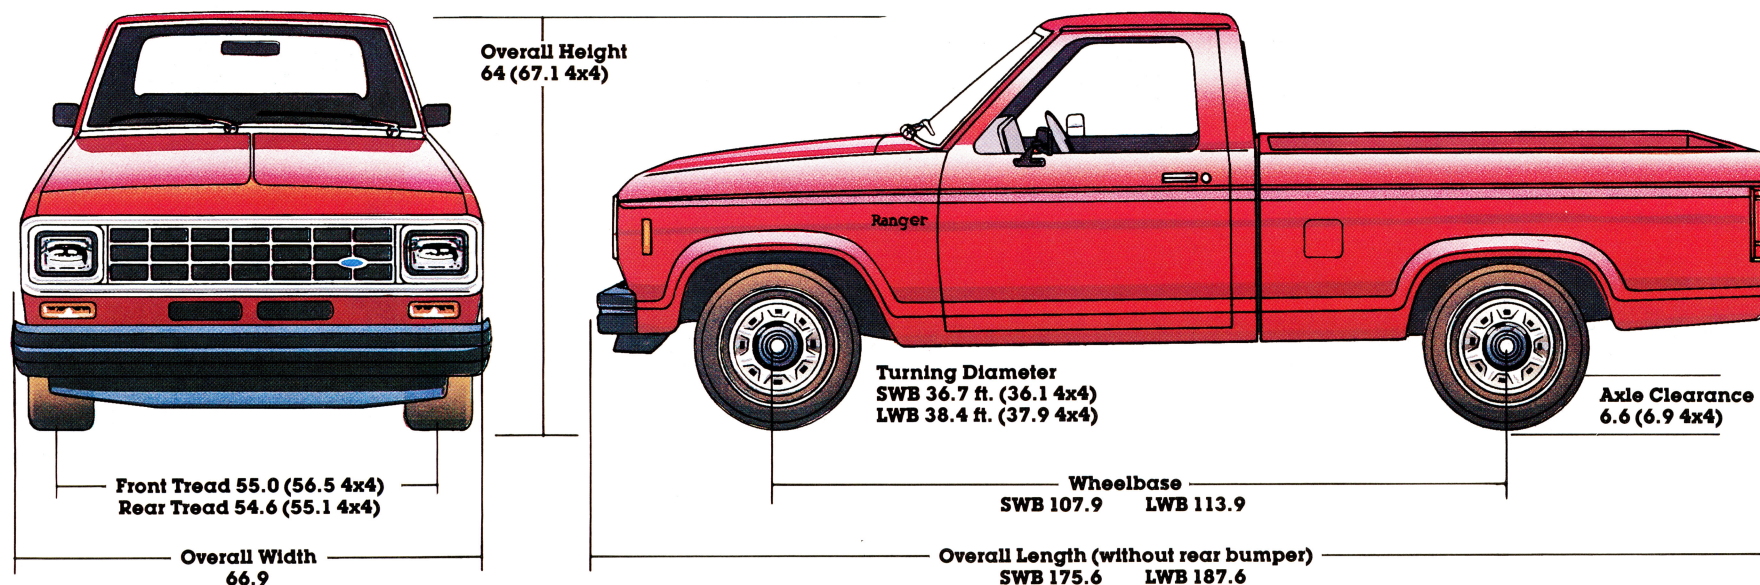 Overall Height
64 (67.1 4x4)
Ranger
Turning Diameter
SWB 36.7 ft. (36.1 4x4)
LWB 38.4 ft. (37.9 4x4)
Axle Clearance
6.6 (6.9 4x4)
Front Tread 55.0 (56.5 4x4)
Rear Tread 54.6 (55.1 4x4)
Wheelbase
SWB 107.9 LWB 113.9
Overall Width
66.9
Overall Length (without rear bumper)
SWB 175.6 LWB 187.6